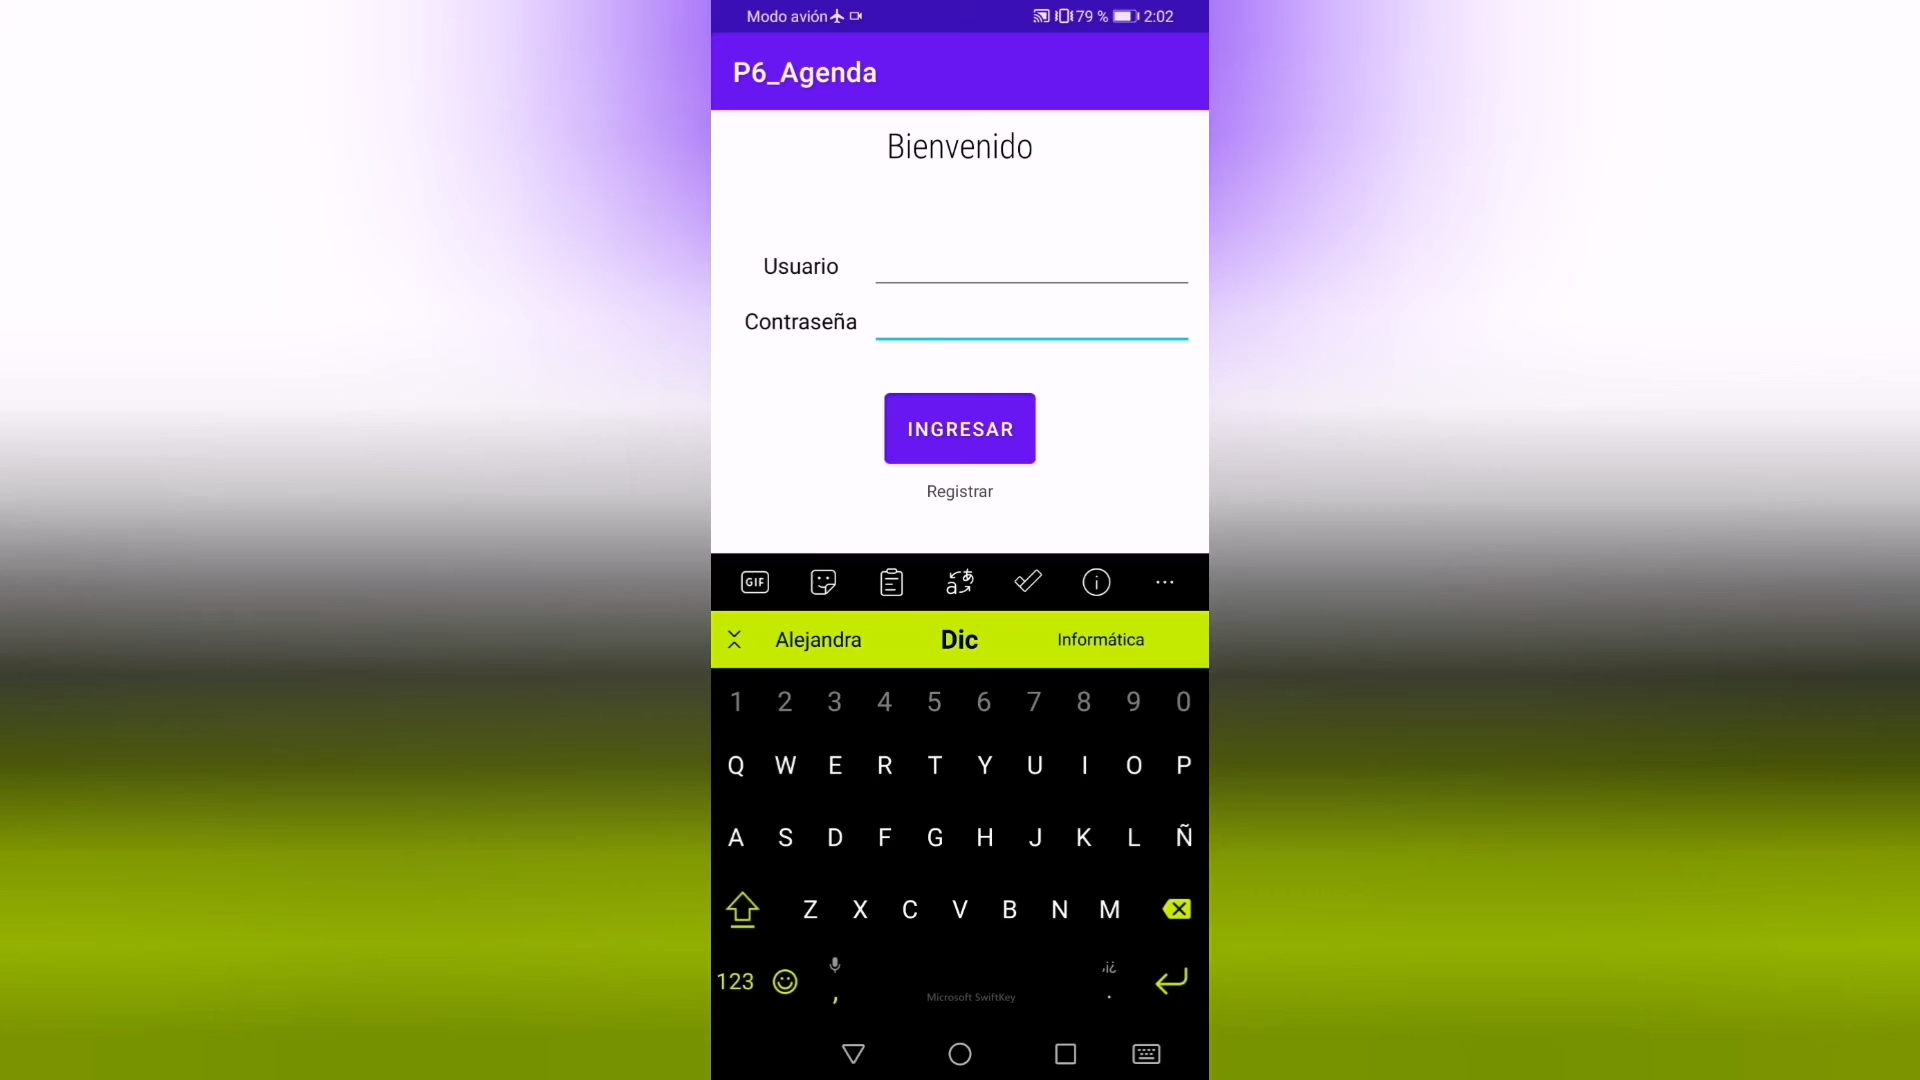 Modo avión 79 % 2:02
P6_Agenda
Bienvenido
Usuario
Contraseña
INGRESAR
Registrar
GIF
Alejandra Dic Informática
1 2 3 4 5 6 7 8 9 0
Q W E R T Y U I O P
A S D F G H J K L Ñ
Z X C V B N M
123 , Microsoft SwiftKey ,¡¿ .